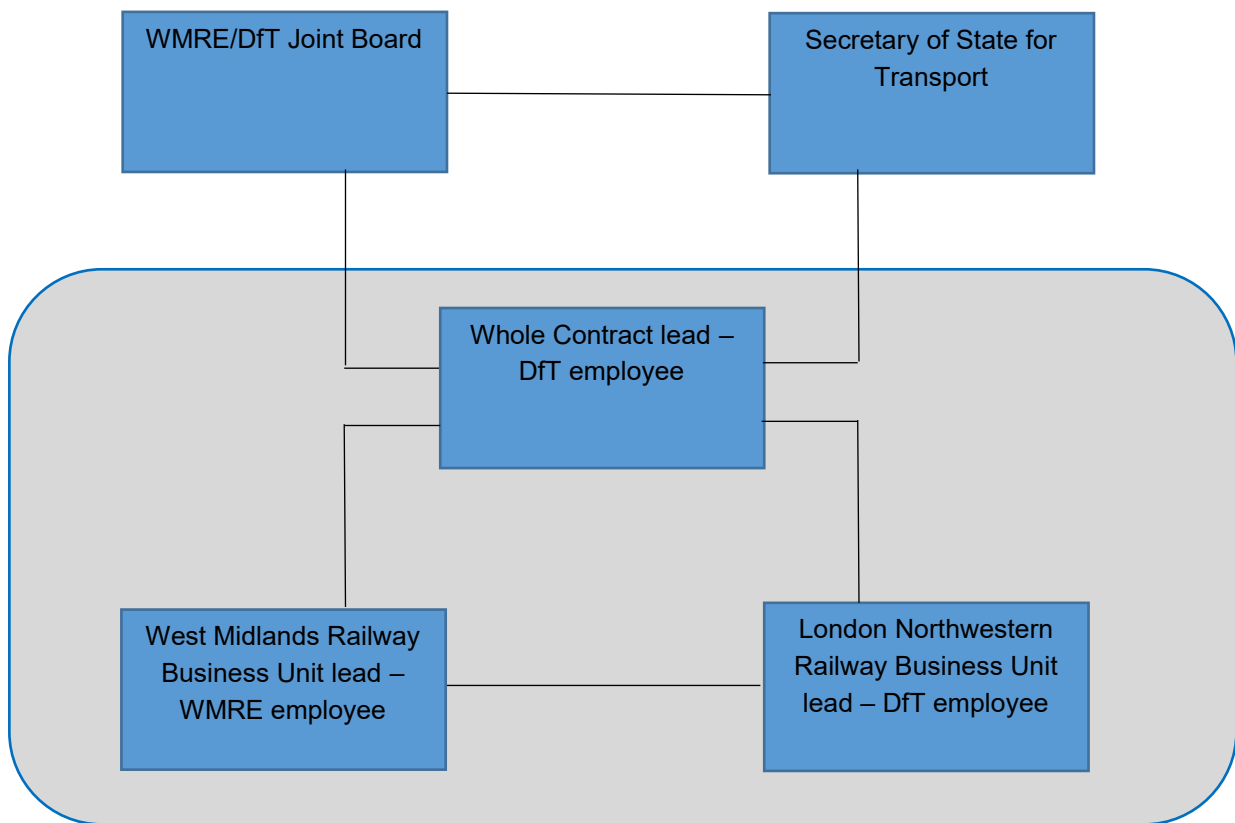 WMRE/DfT Joint Board
Secretary of State for
Transport
Whole Contract lead –
DfT employee
West Midlands Railway
Business Unit lead –
WMRE employee
London Northwestern
Railway Business Unit
lead – DfT employee